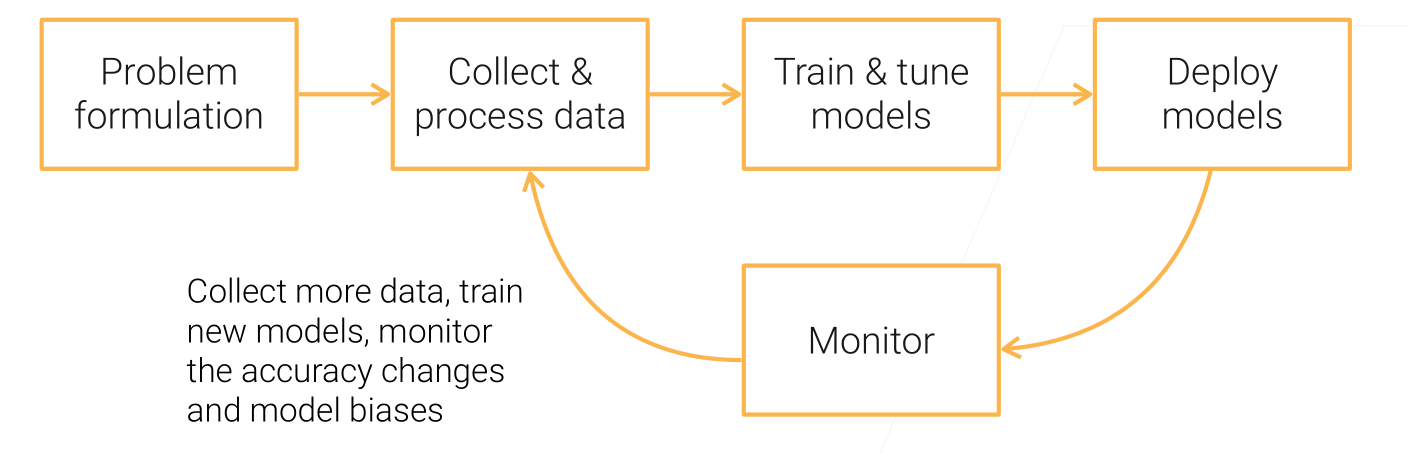 Problem
formulation
Collect &
process data
Train & tune
models
Deploy
models
Monitor
Collect more data, train
new models, monitor
the accuracy changes
and model biases